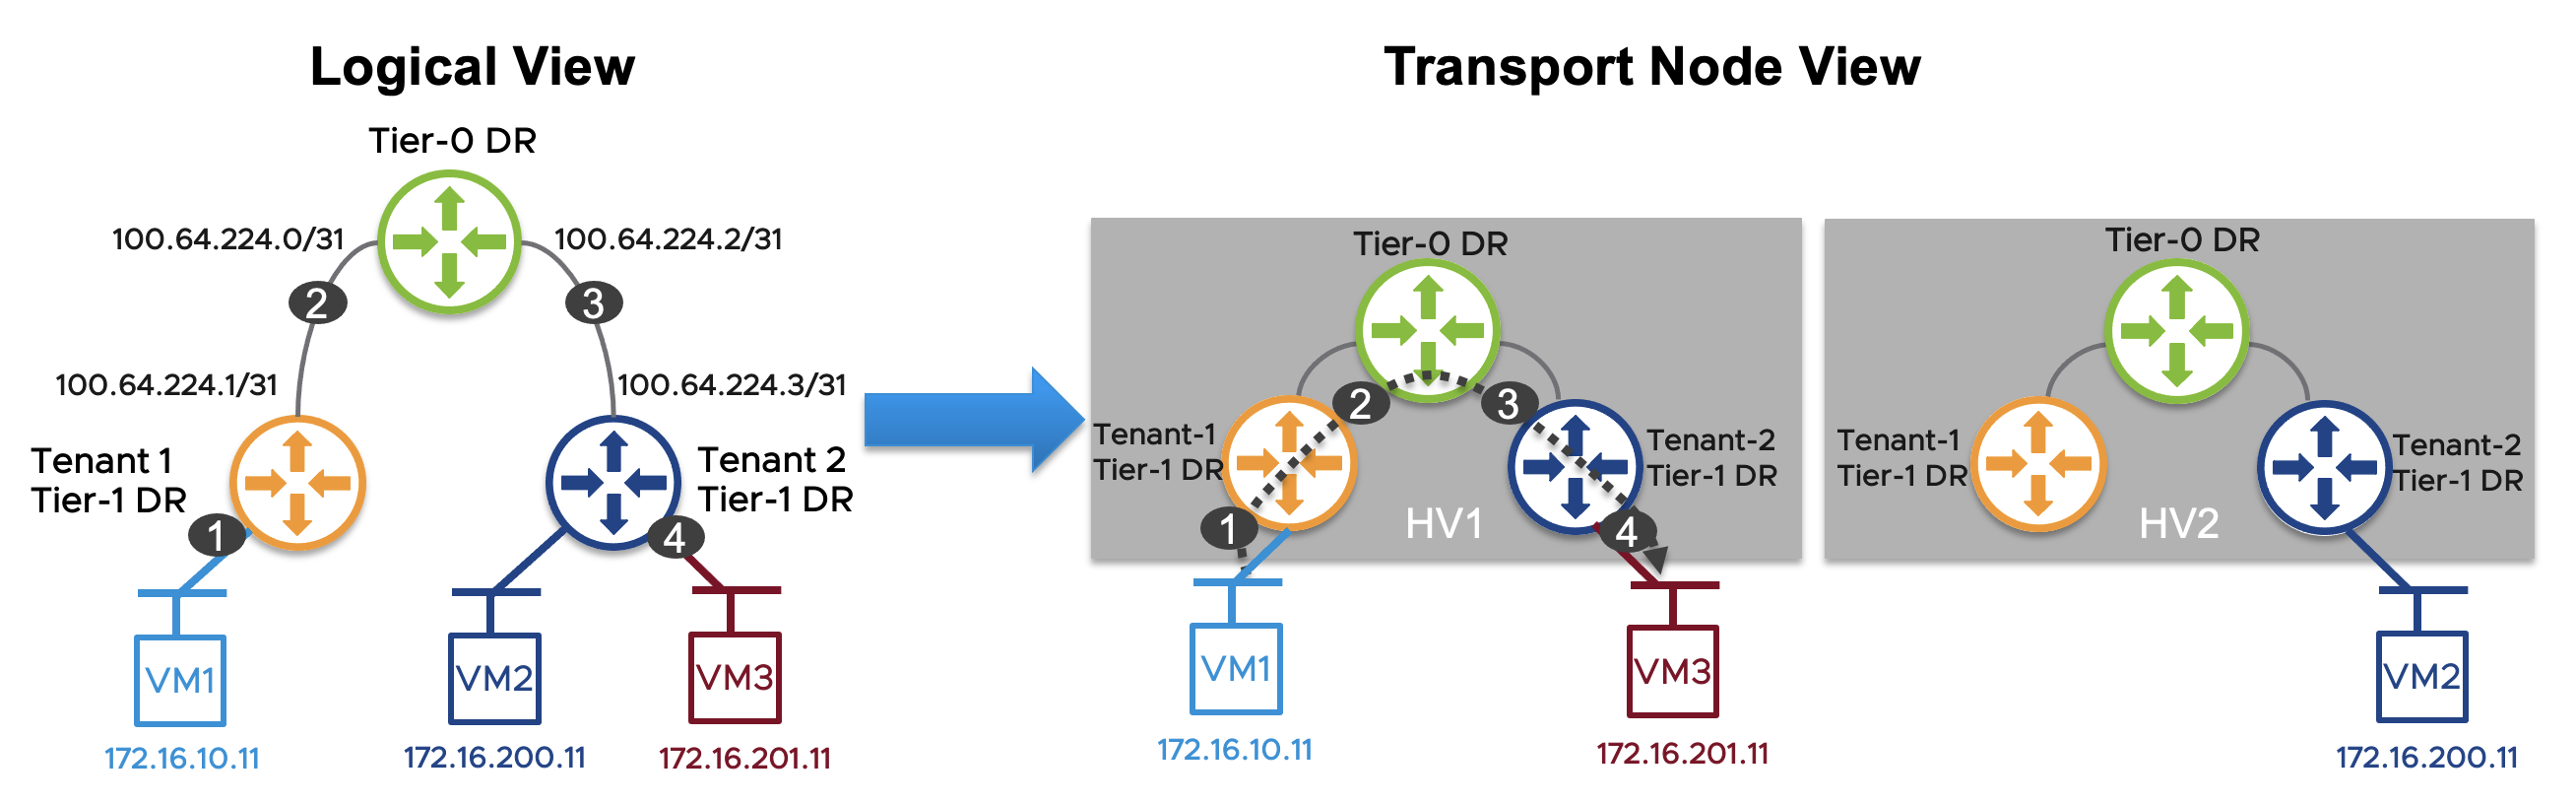 Logical View
Tier-0 DR
100.64.224.0/31
100.64.224.2/31
2
3
100.64.224.1/31
100.64.224.3/31
Tenant 1
Tier-1 DR
Tenant 2
Tier-1 DR
1
4
VM1
VM2
VM3
172.16.10.11
172.16.200.11
172.16.201.11
Transport Node View
Tier-0 DR
2
3
Tenant-1
Tier-1 DR
Tenant-2
Tier-1 DR
1
HV1
4
VM1
VM3
172.16.10.11
172.16.201.11
Tier-0 DR
Tenant-1
Tier-1 DR
Tenant-2
Tier-1 DR
HV2
VM2
172.16.200.11